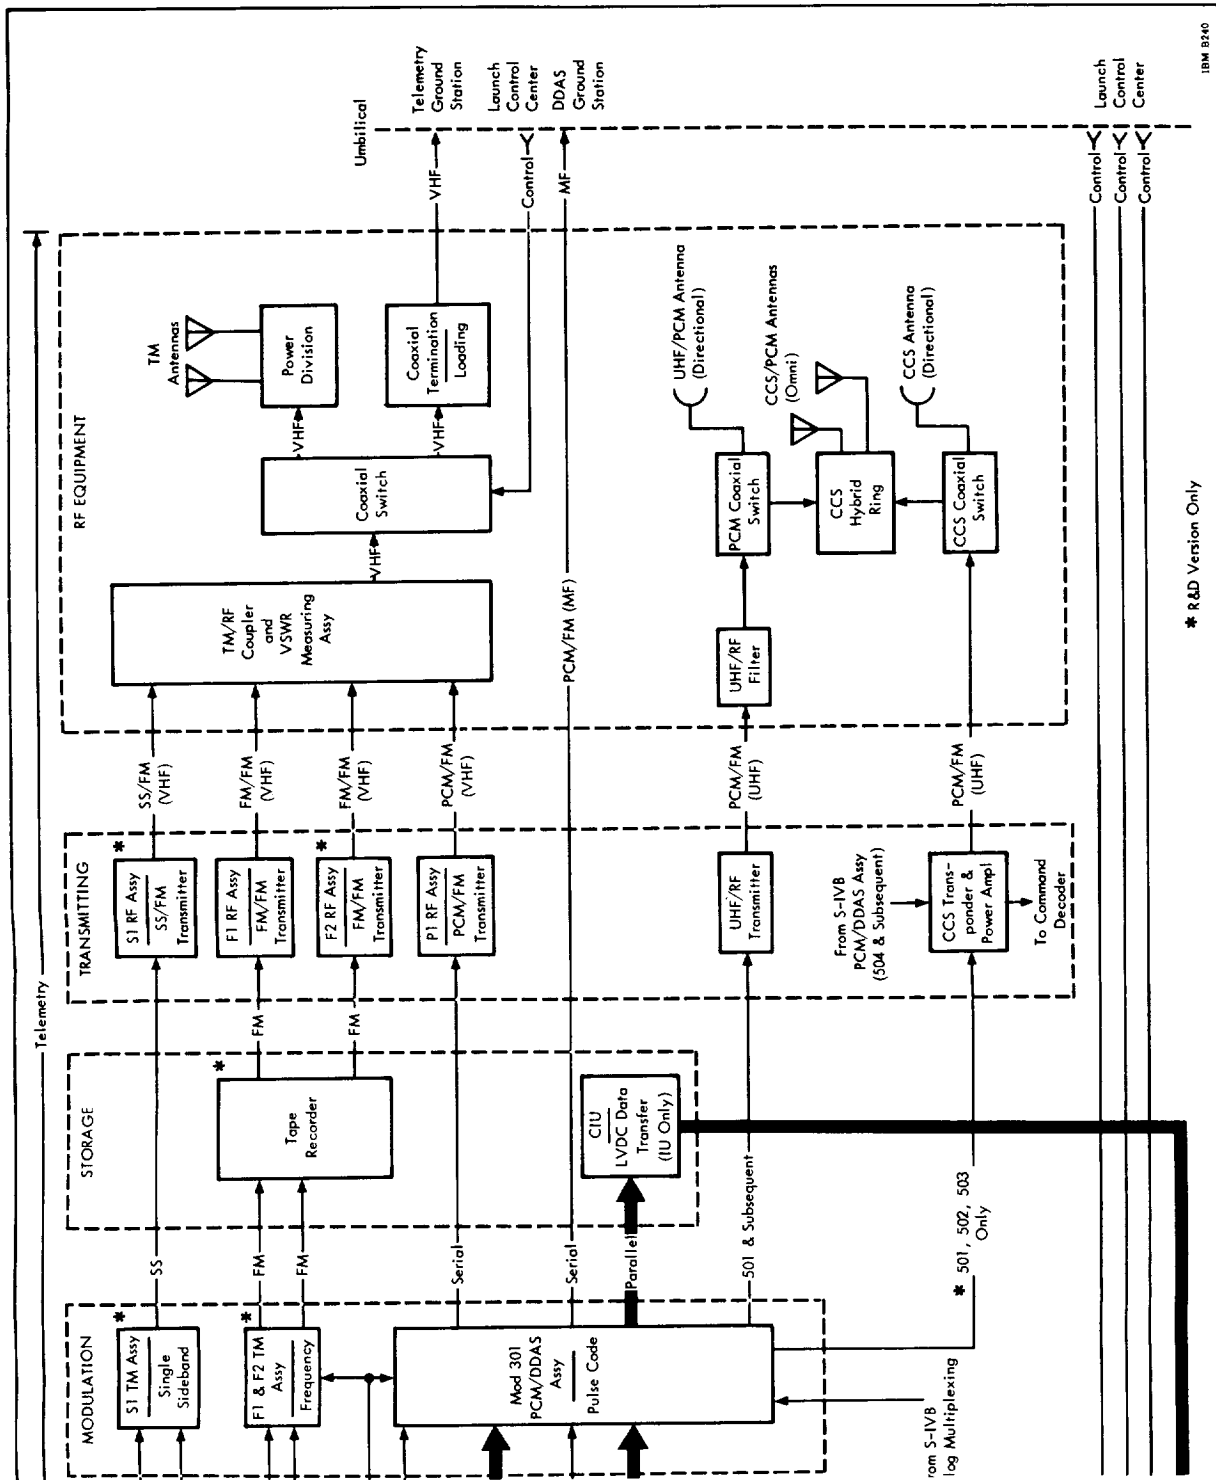 Telemetry
MODULATION
S1 TM Assy
Single
Sideband
*
F1 & F2 TM
Assy
Frequency
*
Mod 301
PCM/DDAS
Assy
Pulse Code
rom S-IVB
log Multiplexing
SS
FM
FM
Serial
Serial
Parallel
501 & Subsequent
* 501, 502, 503
Only
STORAGE
Tape
Recorder
*
CIU
LVDC Data
Transfer
(IU Only)
FM
FM
TRANSMITTING
S1 RF Assy
SS/FM
Transmitter
*
F1 RF Assy
FM/FM
Transmitter
F2 RF Assy
FM/FM
Transmitter
*
P1 RF Assy
PCM/FM
Transmitter
UHF/RF
Transmitter
From S-IVB
PCM/DDAS Assy
(504 & Subsequent)
CCS Trans-
ponder &
Power Ampl
To Command
Decoder
SS/FM
(VHF)
FM/FM
(VHF)
FM/FM
(VHF)
PCM/FM
(VHF)
PCM/FM (MF)
PCM/FM
(UHF)
PCM/FM
(UHF)
RF EQUIPMENT
TM/RF
Coupler
and
VSWR
Measuring
Assy
VHF
Coaxial
Switch
VHF
VHF
TM
Antennas
Power
Division
Coaxial
Termination
Loading
UHF/RF
Filter
PCM Coaxial
Switch
CCS
Hybrid
Ring
CCS Coaxial
Switch
UHF/PCM Antenna
(Directional)
CCS/PCM Antennas
(Omni)
CCS Antenna
(Directional)
Umbilical
VHF
Control
MF
Telemetry
Ground
Station
Launch
Control
Center
DDAS
Ground
Station
Control
Control
Control
Launch
Control
Center
* R&D Version Only
IBM B240